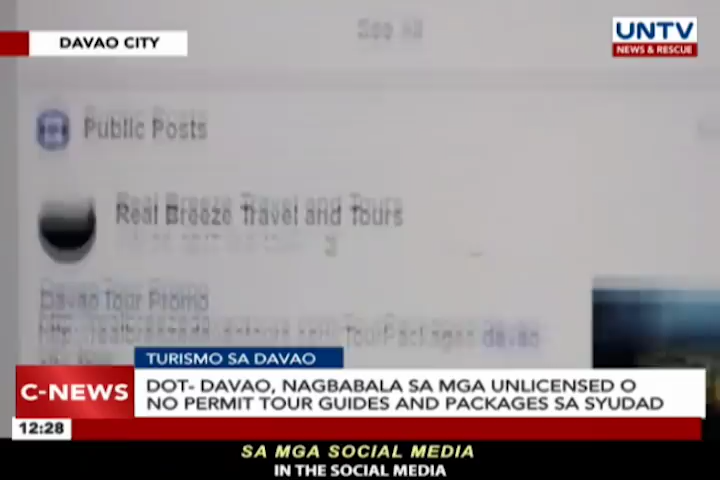 DAVAO CITY
UNTV
NEWS & RESCUE
See All
Public Posts
Real Breeze Travel and Tours
Davao Tour Promo
TURISMO SA DAVAO
C-NEWS
DOT- DAVAO, NAGBABALA SA MGA UNLICENSED O
NO PERMIT TOUR GUIDES AND PACKAGES SA SYUDAD
12:28
SA MGA SOCIAL MEDIA
IN THE SOCIAL MEDIA